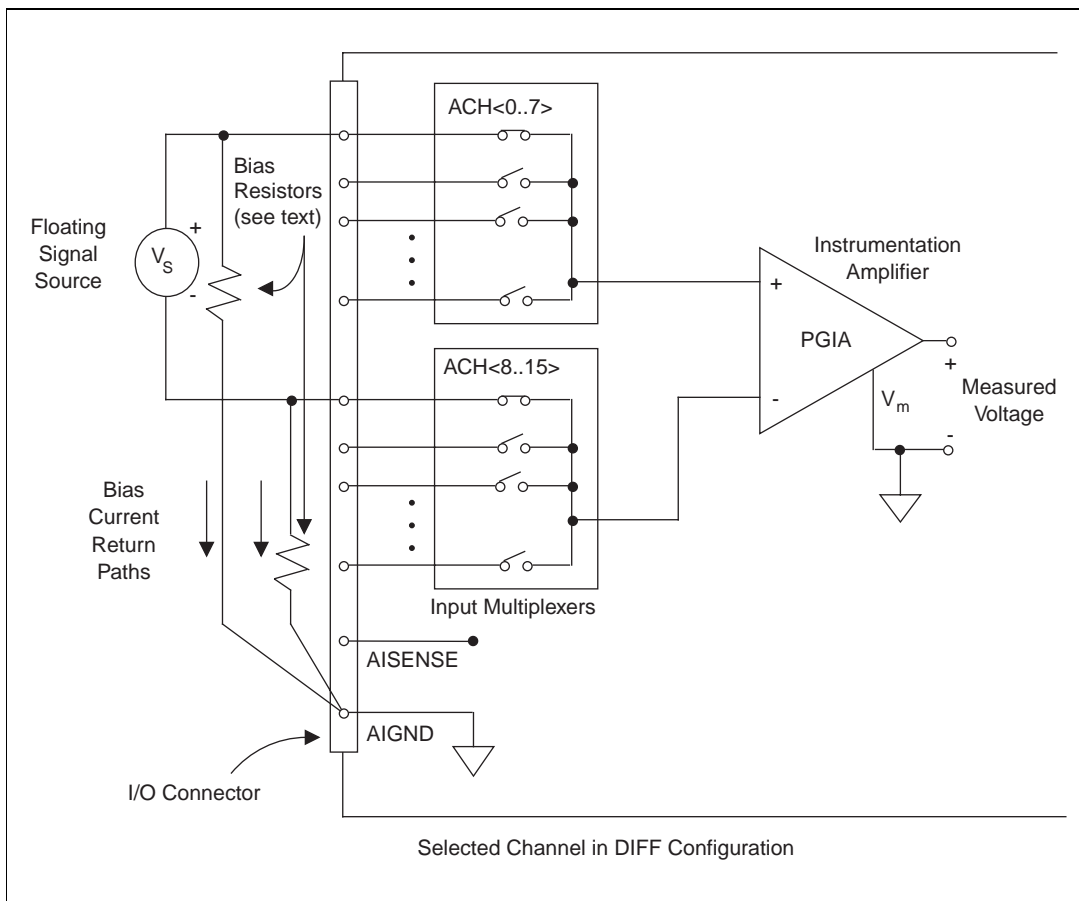 ACH<0..7>
Bias
Resistors
(see text)
Floating
Signal
Source
+
V_S
-
Instrumentation
Amplifier
+
PGIA
-
+
Measured
Voltage
-
V_m
ACH<8..15>
Bias
Current
Return
Paths
Input Multiplexers
AISENSE
AIGND
I/O Connector
Selected Channel in DIFF Configuration